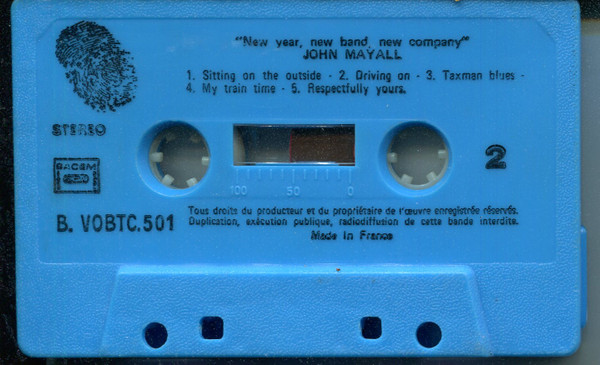 "New year, new band, new company"
JOHN MAYALL
1. Sitting on the outside - 2. Driving on - 3. Taxman blues -
4. My train time - 5. Respectfully yours.
STEREO
SACEM
2
100 50 0
B. VOBTC.501
Tous droits du producteur et du propriétaire de l'œuvre enregistrée réservés.
Duplication, exécution publique, radiodiffusion de cette bande interdite.
Made in France